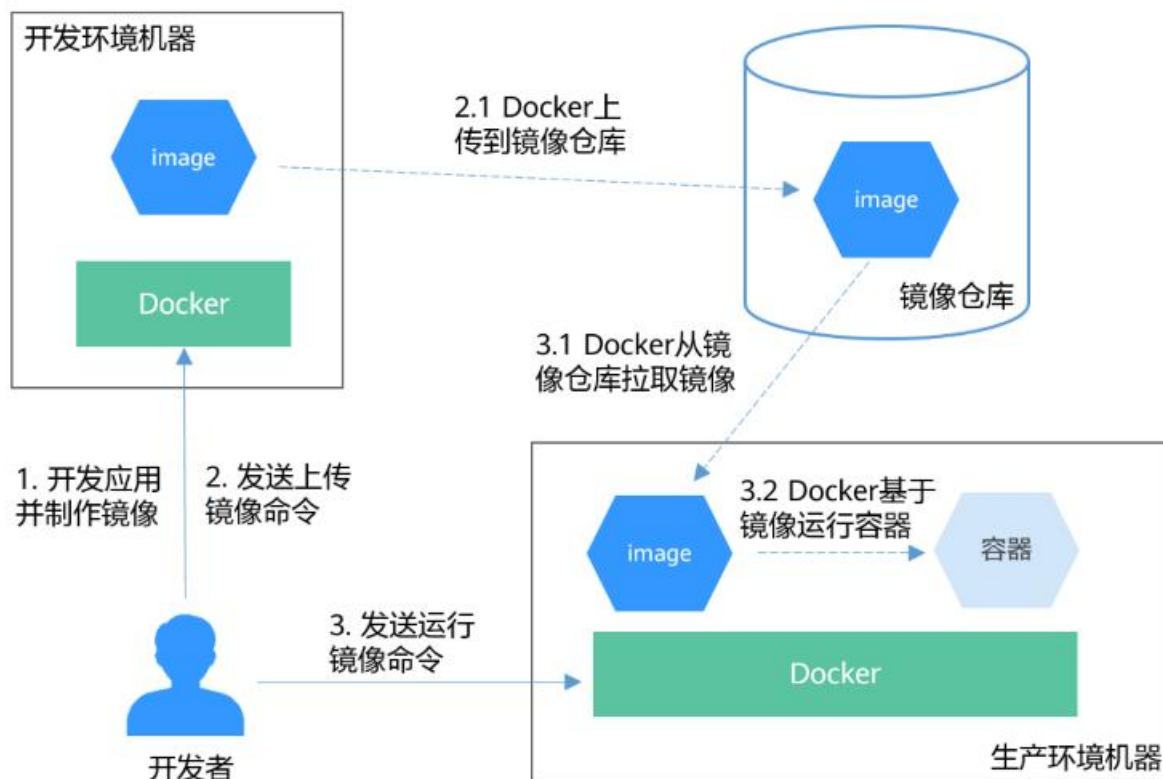 开发环境机器
image
Docker
2.1 Docker上
传到镜像仓库
image
镜像仓库
3.1 Docker从镜
像仓库拉取镜像
1. 开发应用
并制作镜像
2. 发送上传
镜像命令
3. 发送运行
镜像命令
开发者
image
3.2 Docker基于
镜像运行容器
容器
Docker
生产环境机器